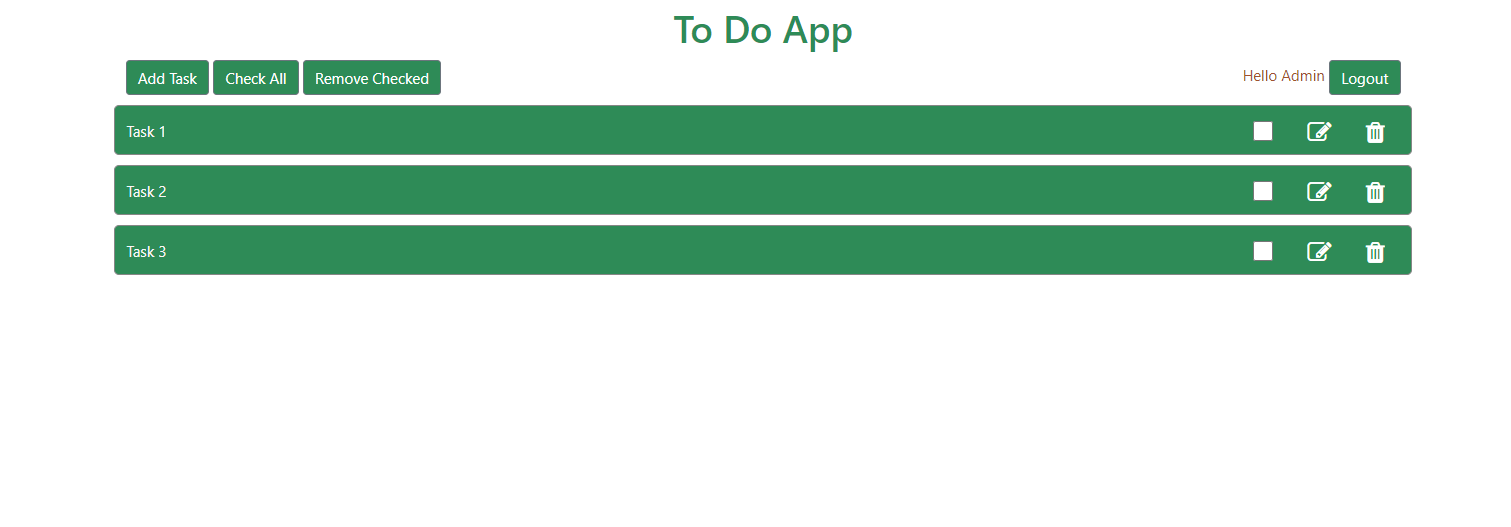 To Do App
Add Task Check All Remove Checked Hello Admin Logout
Task 1
Task 2
Task 3